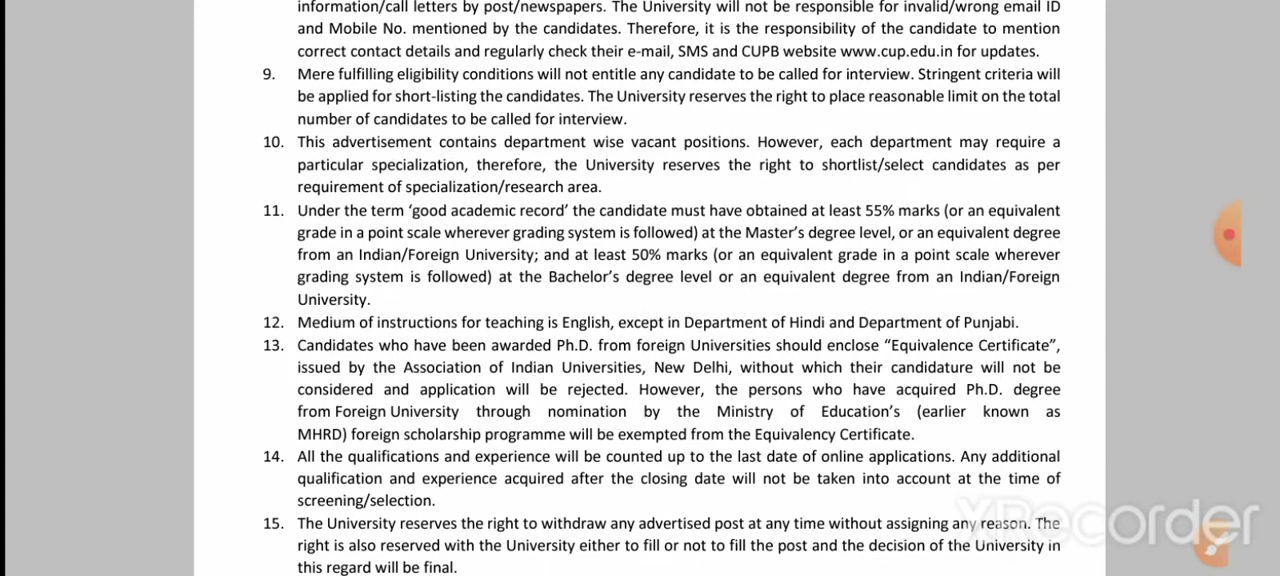 information/call letters by post/newspapers. The University will not be responsible for invalid/wrong email ID
and Mobile No. mentioned by the candidates. Therefore, it is the responsibility of the candidate to mention
correct contact details and regularly check their e-mail, SMS and CUPB website www.cup.edu.in for updates.
9. Mere fulfilling eligibility conditions will not entitle any candidate to be called for interview. Stringent criteria will
be applied for short-listing the candidates. The University reserves the right to place reasonable limit on the total
number of candidates to be called for interview.
10. This advertisement contains department wise vacant positions. However, each department may require a
particular specialization, therefore, the University reserves the right to shortlist/select candidates as per
requirement of specialization/research area.
11. Under the term ‘good academic record’ the candidate must have obtained at least 55% marks (or an equivalent
grade in a point scale wherever grading system is followed) at the Master’s degree level, or an equivalent degree
from an Indian/Foreign University; and at least 50% marks (or an equivalent grade in a point scale wherever
grading system is followed) at the Bachelor’s degree level or an equivalent degree from an Indian/Foreign
University.
12. Medium of instructions for teaching is English, except in Department of Hindi and Department of Punjabi.
13. Candidates who have been awarded Ph.D. from foreign Universities should enclose “Equivalence Certificate”,
issued by the Association of Indian Universities, New Delhi, without which their candidature will not be
considered and application will be rejected. However, the persons who have acquired Ph.D. degree
from Foreign University through nomination by the Ministry of Education’s (earlier known as
MHRD) foreign scholarship programme will be exempted from the Equivalency Certificate.
14. All the qualifications and experience will be counted up to the last date of online applications. Any additional
qualification and experience acquired after the closing date will not be taken into account at the time of
screening/selection.
15. The University reserves the right to withdraw any advertised post at any time without assigning any reason. The
right is also reserved with the University either to fill or not to fill the post and the decision of the University in
this regard will be final.
XRecorder